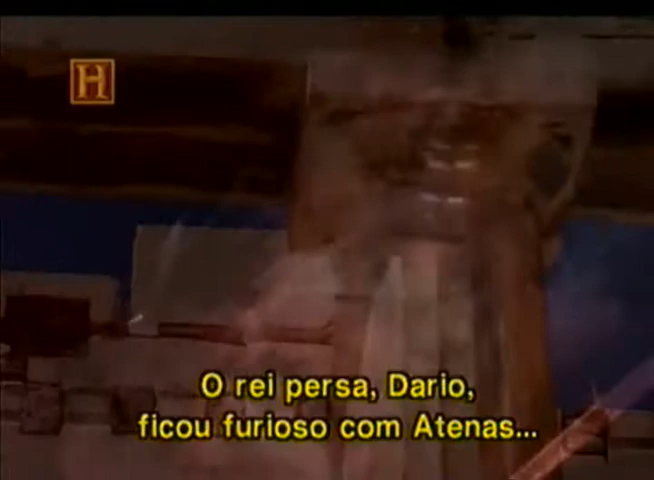 H
O rei persa, Dario,
ficou furioso com Atenas...